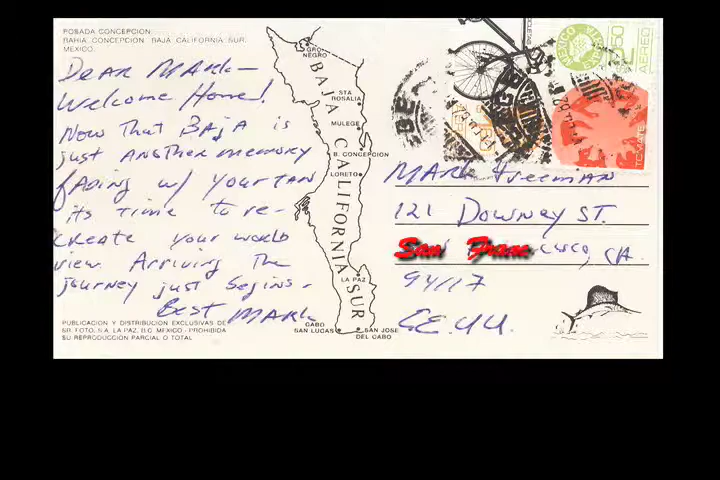 POSADA CONCEPCION
BAHIA CONCEPCION BAJA CALIFORNIA SUR,
MEXICO.
Dear Mark—
Welcome Home!
Now that Baja is
just another memory
fading w/ your tan
its time to re-
create your world
view. Arriving the
journey just begins.
Best Mark
PUBLICACION Y DISTRIBUCION EXCLUSIVAS DE
MR. FOTO, S.A. LA PAZ, B.C. MEXICO - PROHIBIDA
SU REPRODUCCION PARCIAL O TOTAL
GRO.
NEGRO
BAJA CALIFORNIA SUR
STA
ROSALIA
MULEGE
B. CONCEPCION
LORETO
LA PAZ
CABO
SAN LUCAS
SAN JOSE
DEL CABO
MEXICO
50
AEREO
TOMATE
Mark Freeman
121 Downey St.
San Francisco, CA.
94117
EE.UU.